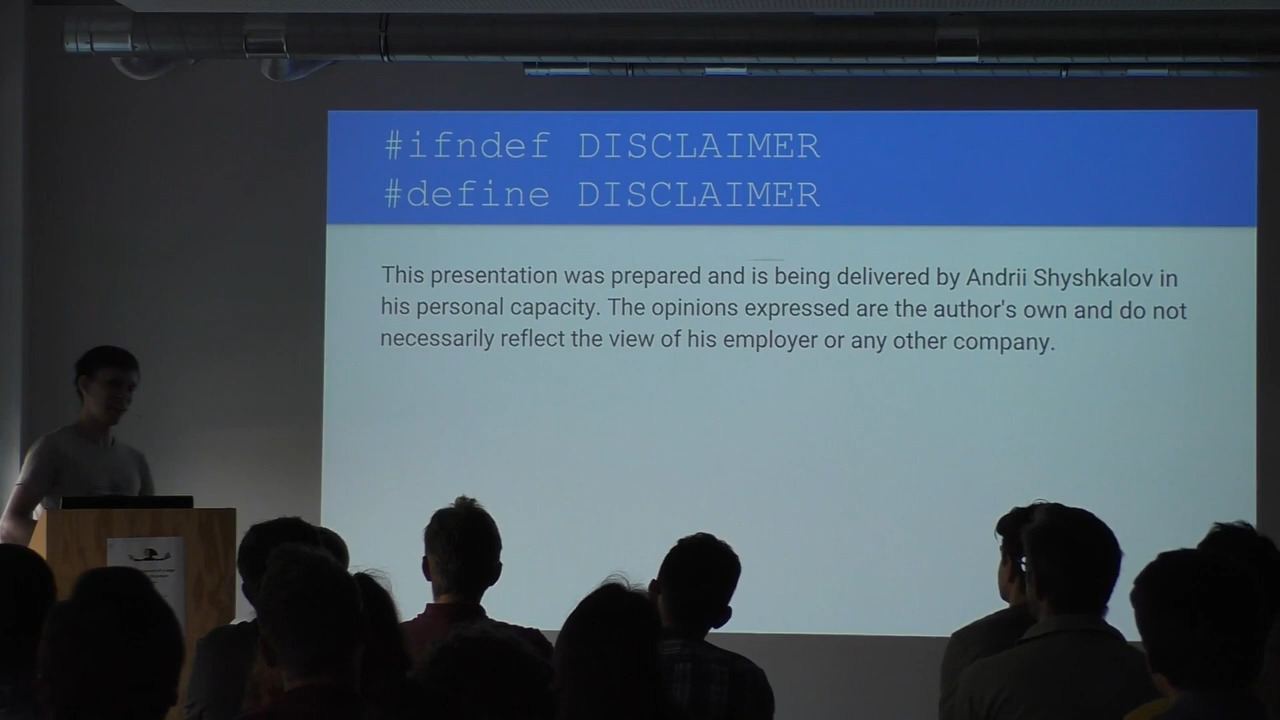 #ifndef DISCLAIMER
#define DISCLAIMER
This presentation was prepared and is being delivered by Andrii Shyshkalov in
his personal capacity. The opinions expressed are the author's own and do not
necessarily reflect the view of his employer or any other company.